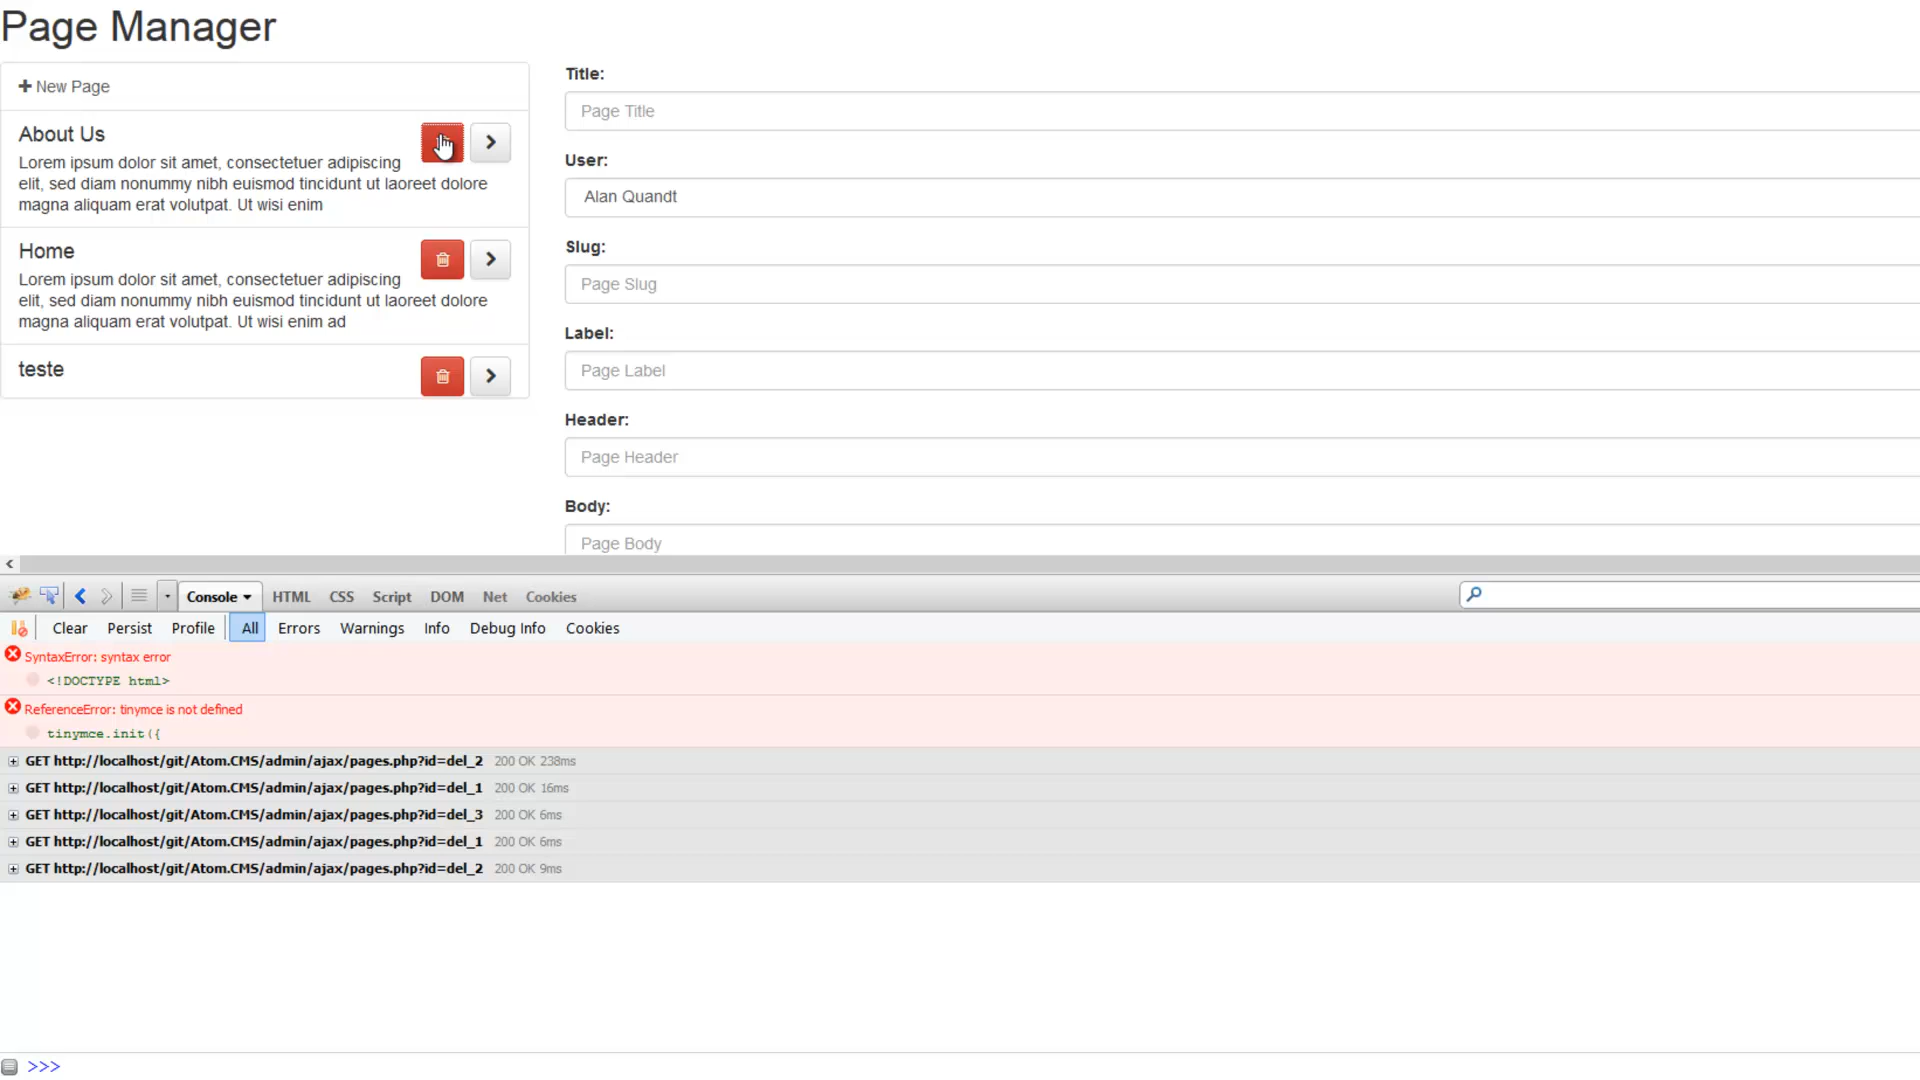 Page Manager
New Page
About Us
Lorem ipsum dolor sit amet, consectetuer adipiscing
elit, sed diam nonummy nibh euismod tincidunt ut laoreet dolore
magna aliquam erat volutpat. Ut wisi enim
Home
Lorem ipsum dolor sit amet, consectetuer adipiscing
elit, sed diam nonummy nibh euismod tincidunt ut laoreet dolore
magna aliquam erat volutpat. Ut wisi enim ad
teste
Title:
Page Title
User:
Alan Quandt
Slug:
Page Slug
Label:
Page Label
Header:
Page Header
Body:
Page Body
Console HTML CSS Script DOM Net Cookies
Clear Persist Profile All Errors Warnings Info Debug Info Cookies
SyntaxError: syntax error
<!DOCTYPE html>
ReferenceError: tinymce is not defined
tinymce.init({
GET http://localhost/git/Atom.CMS/admin/ajax/pages.php?id=del_2 200 OK 238ms
GET http://localhost/git/Atom.CMS/admin/ajax/pages.php?id=del_1 200 OK 16ms
GET http://localhost/git/Atom.CMS/admin/ajax/pages.php?id=del_3 200 OK 6ms
GET http://localhost/git/Atom.CMS/admin/ajax/pages.php?id=del_1 200 OK 6ms
GET http://localhost/git/Atom.CMS/admin/ajax/pages.php?id=del_2 200 OK 9ms
>>>